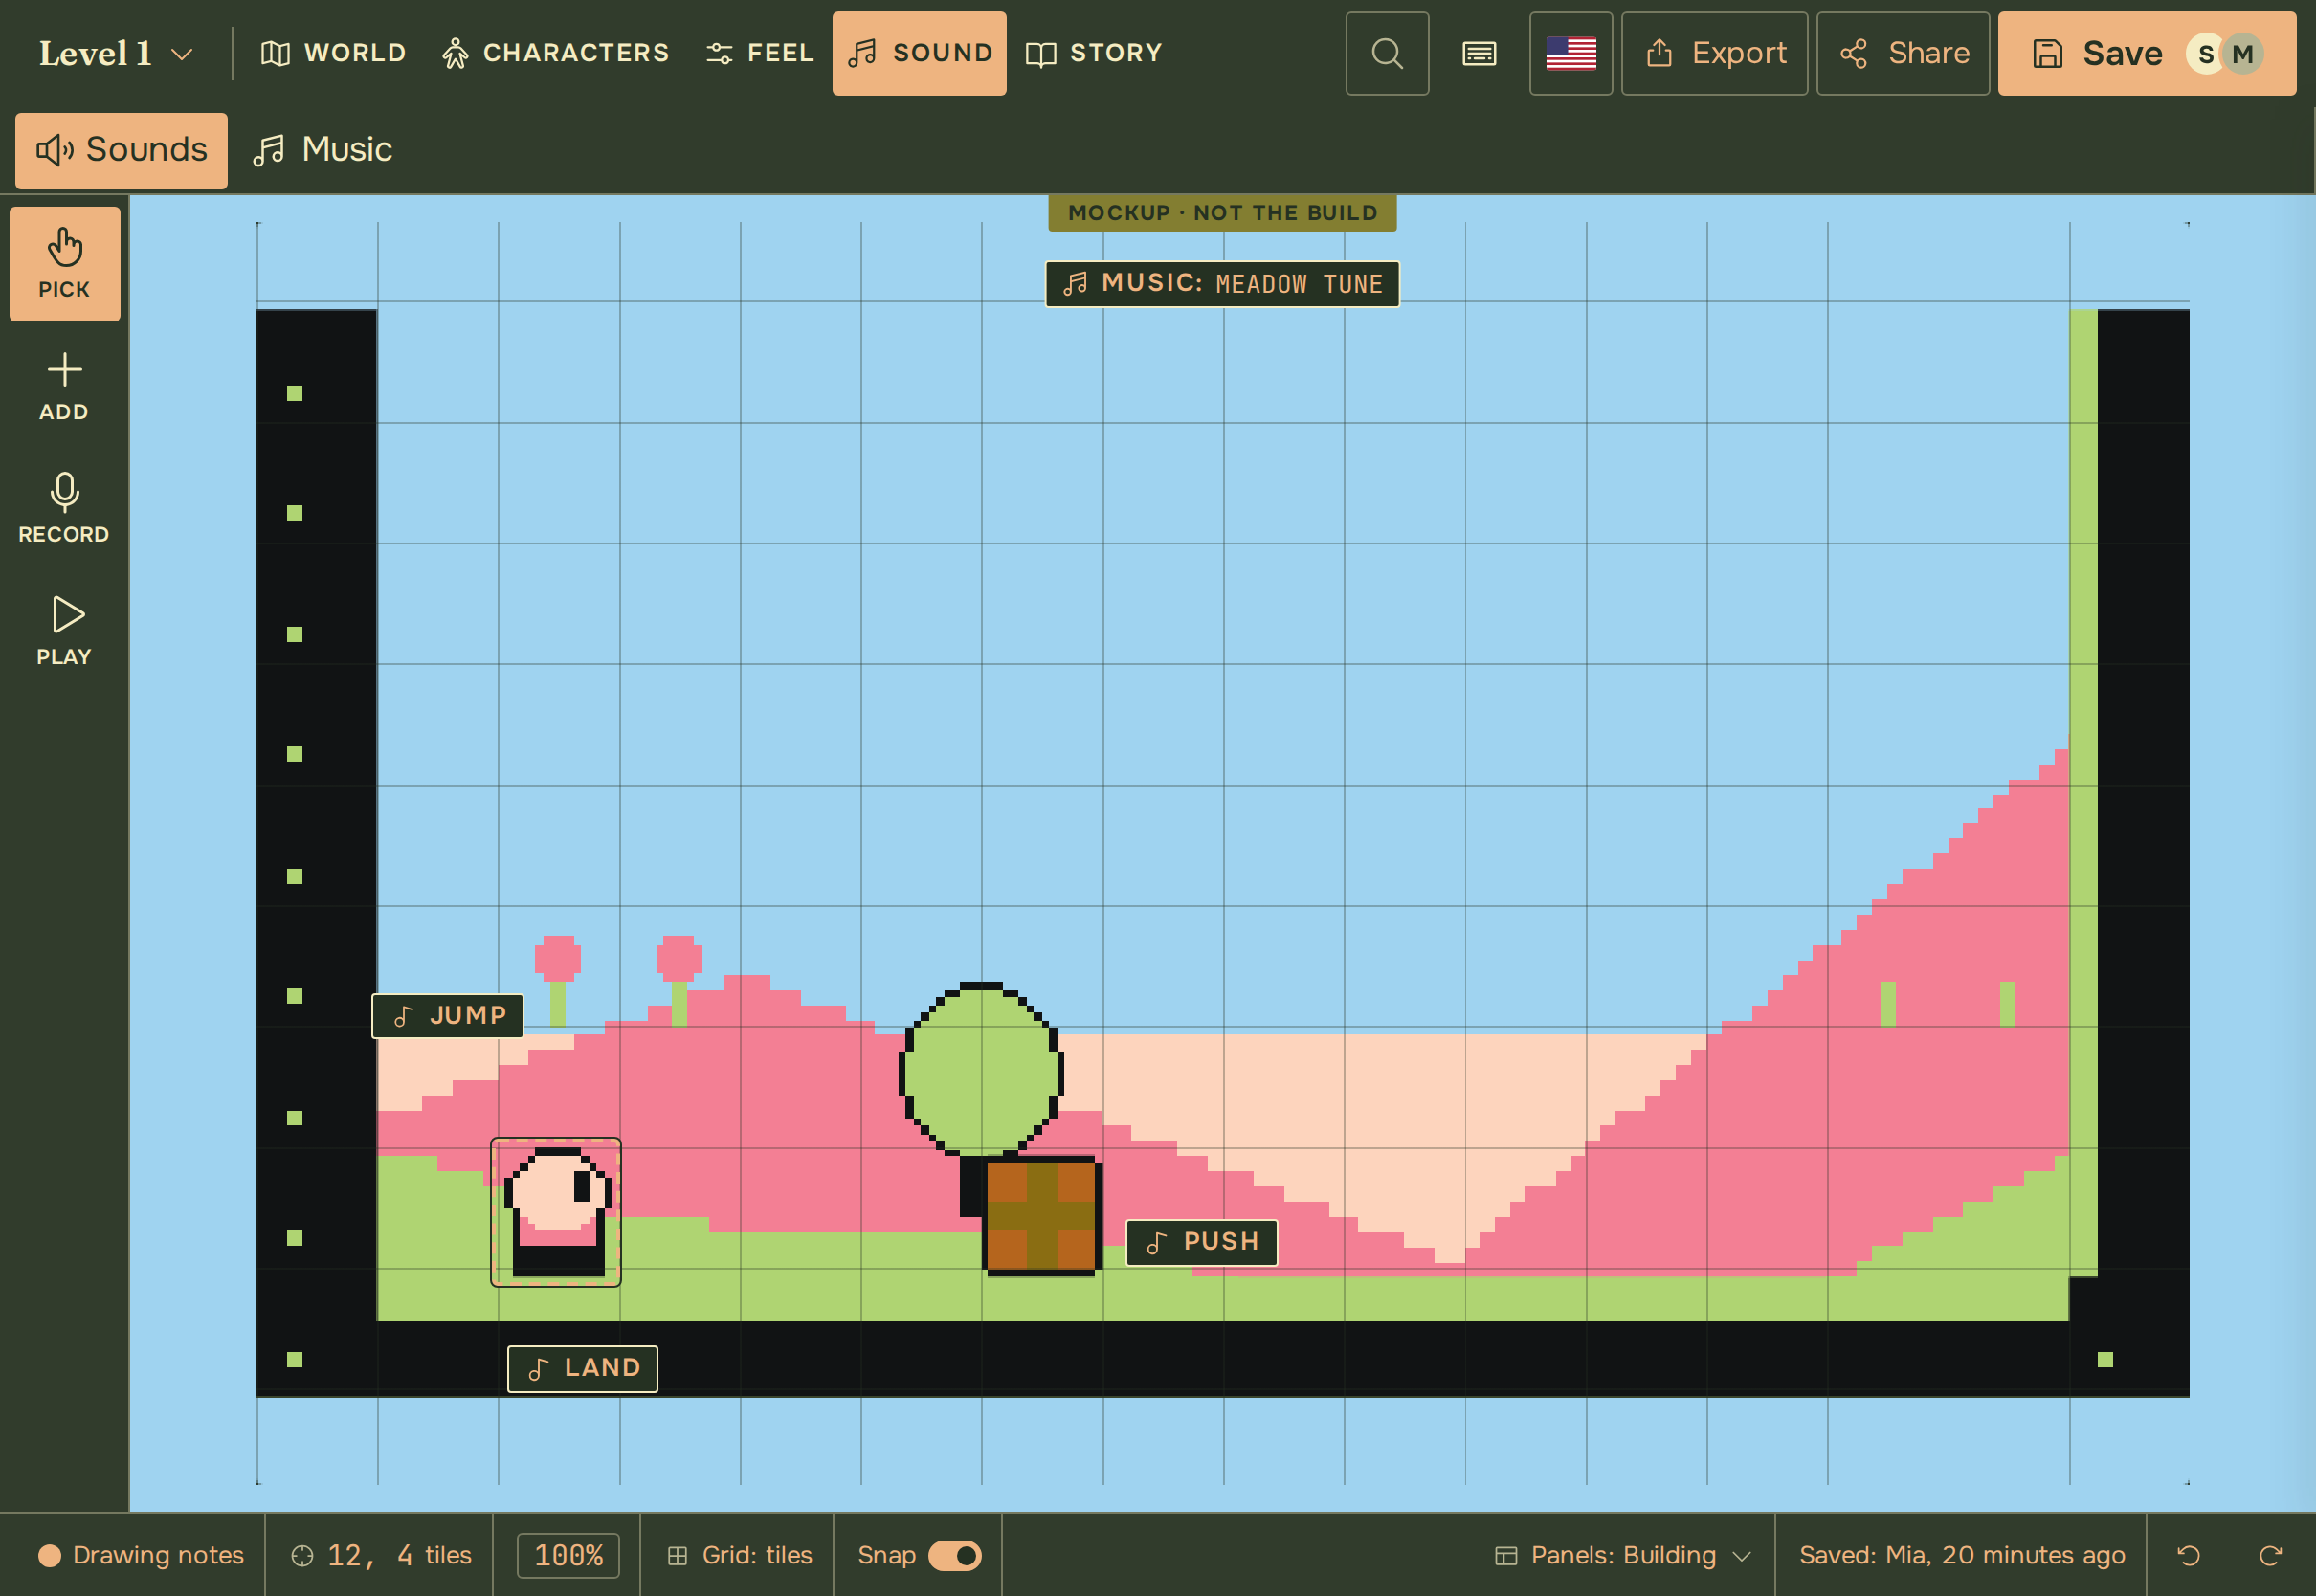 Level 1 WORLD CHARACTERS FEEL SOUND STORY Export Share Save S M
Sounds Music
MOCKUP · NOT THE BUILD
MUSIC: MEADOW TUNE
PICK
ADD
RECORD
PLAY
JUMP
PUSH
LAND
Drawing notes 12, 4 tiles 100% Grid: tiles Snap Panels: Building Saved: Mia, 20 minutes ago